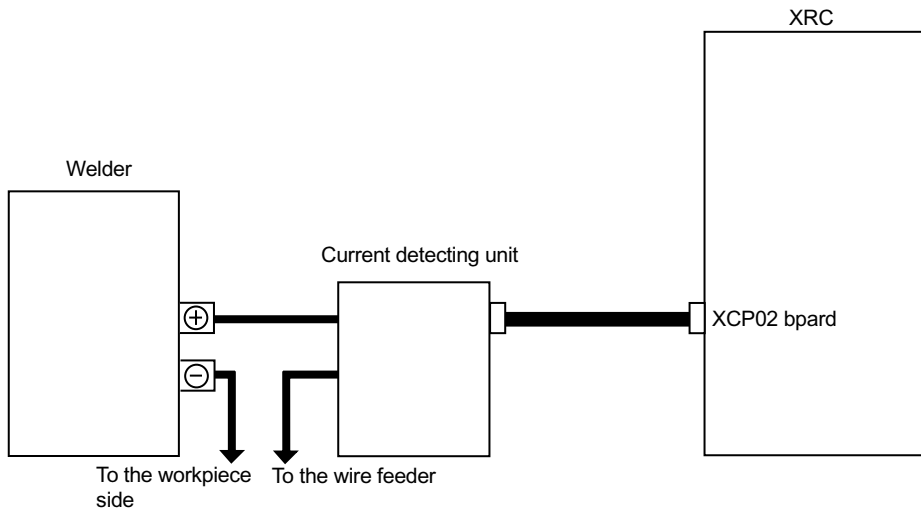 XRC
Welder
Current detecting unit
+
XCP02 bpard
−
To the workpiece
side
To the wire feeder